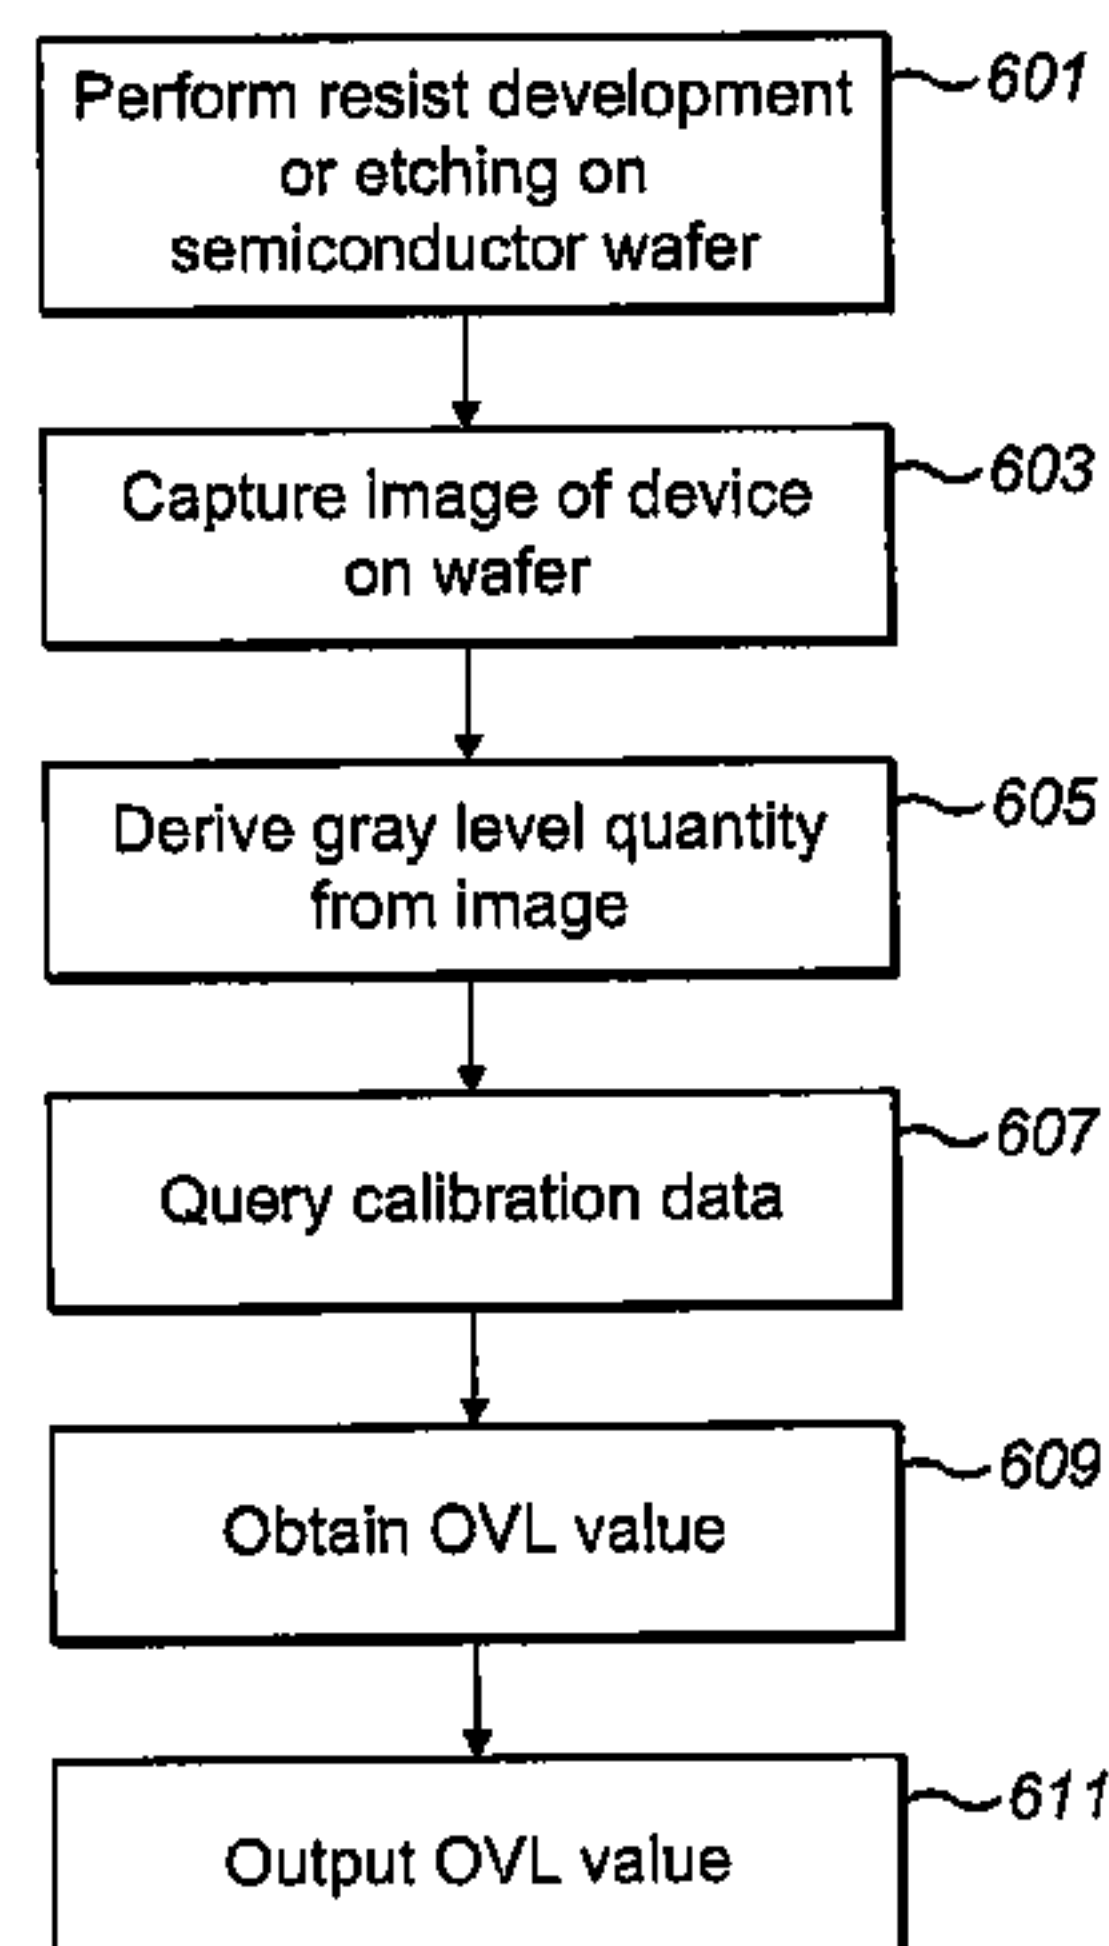 Perform resist development
or etching on
semiconductor wafer
601
Capture image of device
on wafer
603
Derive gray level quantity
from image
605
Query calibration data
607
Obtain OVL value
609
Output OVL value
611